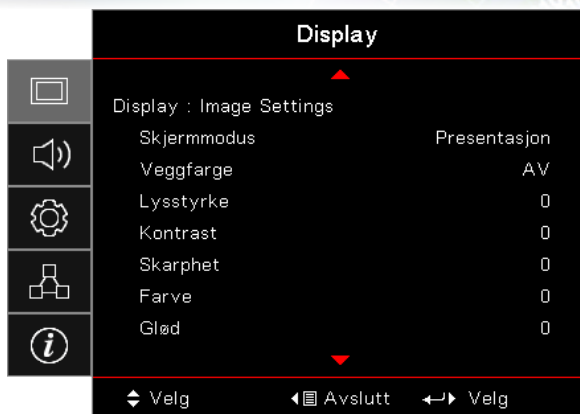 Display
Display : Image Settings
Skjermmodus Presentasjon
Veggfarge AV
Lysstyrke 0
Kontrast 0
Skarphet 0
Farve 0
Glød 0
Velg Avslutt Velg